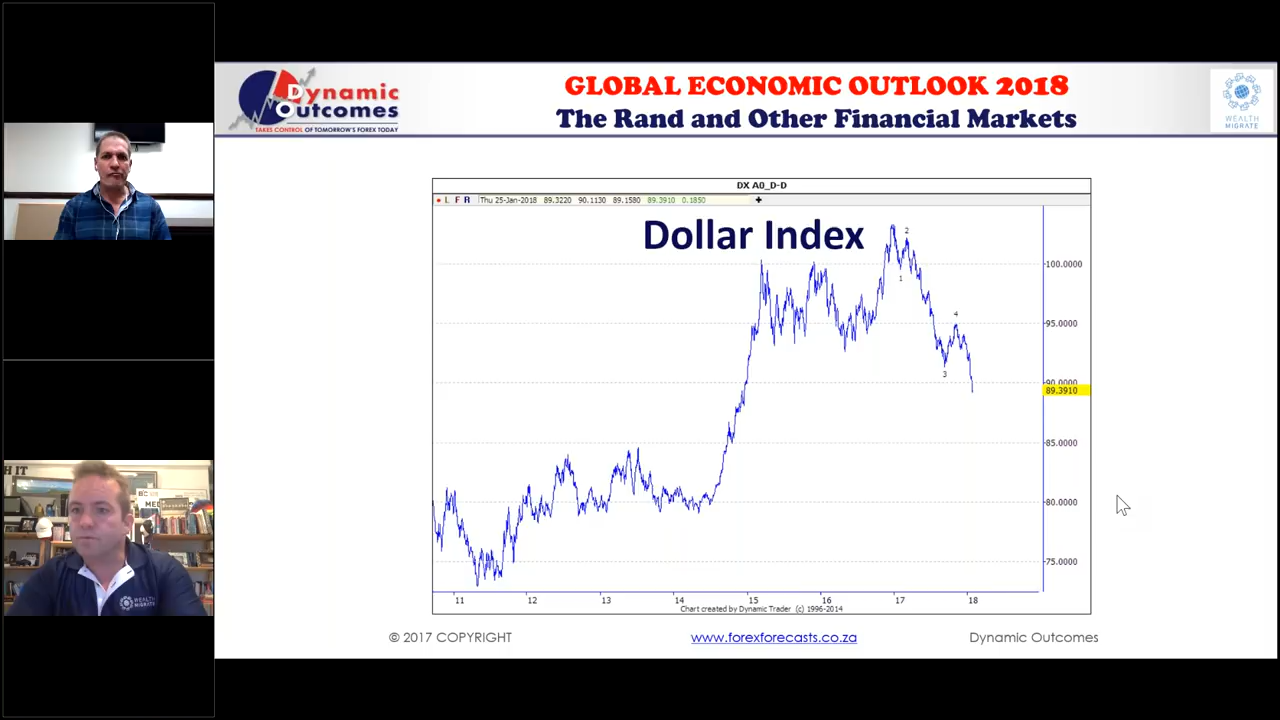 Dynamic
Outcomes
TAKES CONTROL OF TOMORROW'S FOREX TODAY
GLOBAL ECONOMIC OUTLOOK 2018
The Rand and Other Financial Markets
WEALTH
MIGRATE
DX A0_D-D
L F R Thu 25-Jan-2018 89.3220 90.1130 89.1580 89.3910 0.1850
Dollar Index
2
1
4
3
100.0000
95.0000
90.0000
89.3910
85.0000
80.0000
75.0000
11 12 13 14 15 16 17 18
Chart created by Dynamic Trader (c) 1996-2014
© 2017 COPYRIGHT
www.forexforecasts.co.za
Dynamic Outcomes
H IT
WEALTH
MIGRATE